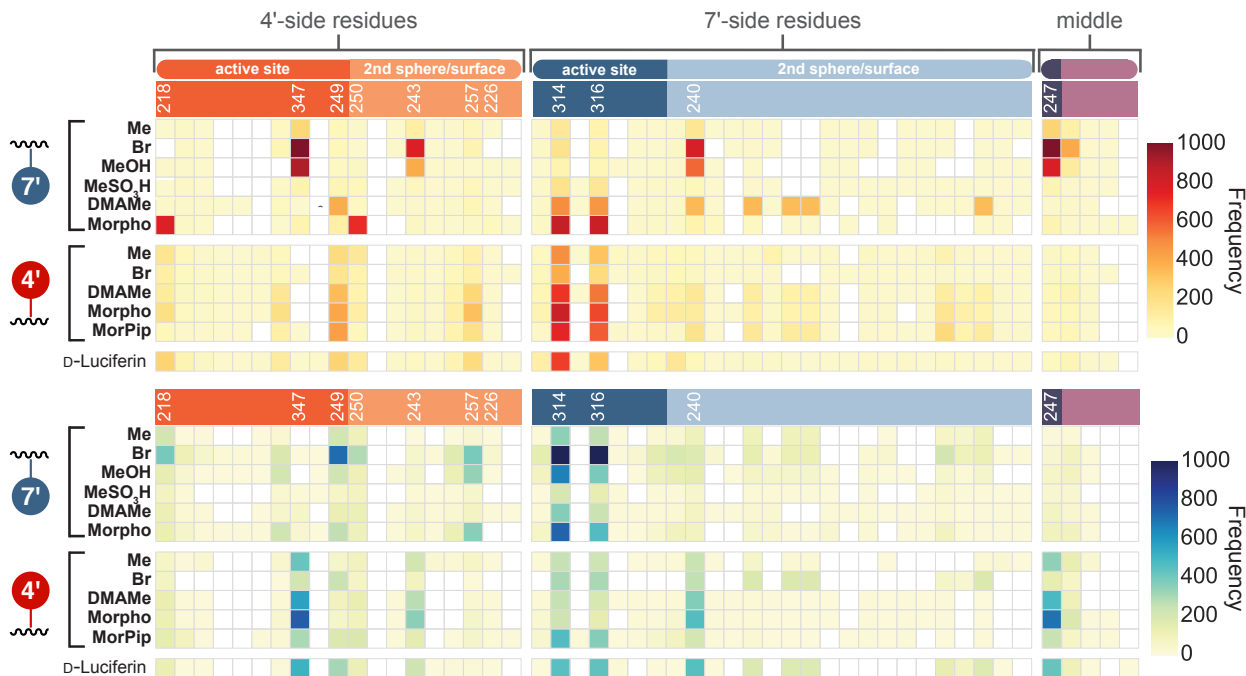 4'-side residues 7'-side residues middle
active site 2nd sphere/surface active site 2nd sphere/surface
218 347 249 250 243 257 226 314 316 240 247
Me
Br
MeOH
MeSO3H
DMAMe
Morpho
7'
Me
Br
DMAMe
Morpho
MorPip
4'
D-Luciferin
1000
800
600
400
200
0
Frequency
218 347 249 250 243 257 226 314 316 240 247
Me
Br
MeOH
MeSO3H
DMAMe
Morpho
7'
Me
Br
DMAMe
Morpho
MorPip
4'
D-Luciferin
1000
800
600
400
200
0
Frequency